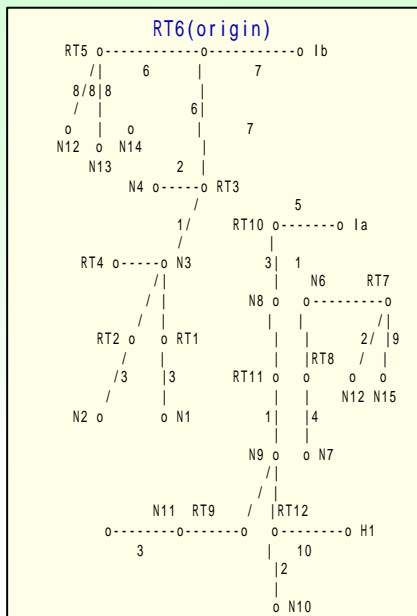 RT6(origin)
RT5 o------------o-----------o Ib
/|    6      |      7
8/8|8            |
/  |           6|
o   |   o       |     7
N12  o  N14        |
N13       2  |
N4 o-----o RT3
/         5
1/      RT10 o-------o Ia
/              |
RT4 o-----o N3          3|  1
/|             |    N6     RT7
/ |         N8 o   o---------o
/  |            |   |        /|
RT2 o   o RT1         |   |      2/ |9
/    |            |   |RT8   /  |
/3    |3      RT11 o   o     o   o
/      |            |   |    N12 N15
N2 o       o N1        1|   |4
|   |
N9 o   o N7
/|
/ |
N11   RT9     /  |RT12
o--------o-------o   o--------o H1
3                |   10
|2
|
o N10